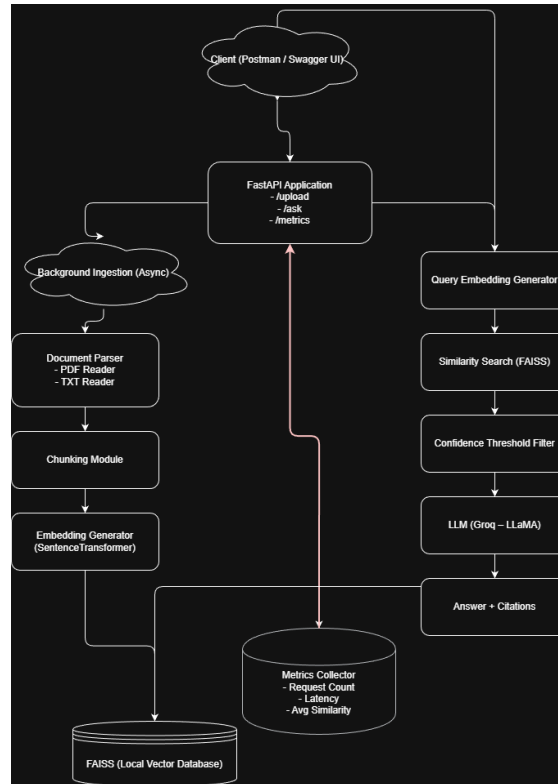 Client (Postman / Swagger UI)
FastAPI Application
- /upload
- /ask
- /metrics
Background Ingestion (Async)
Query Embedding Generator
Document Parser
- PDF Reader
- TXT Reader
Similarity Search (FAISS)
Chunking Module
Confidence Threshold Filter
Embedding Generator
(SentenceTransformer)
LLM (Groq – LLaMA)
Answer + Citations
Metrics Collector
- Request Count
- Latency
- Avg Similarity
FAISS (Local Vector Database)